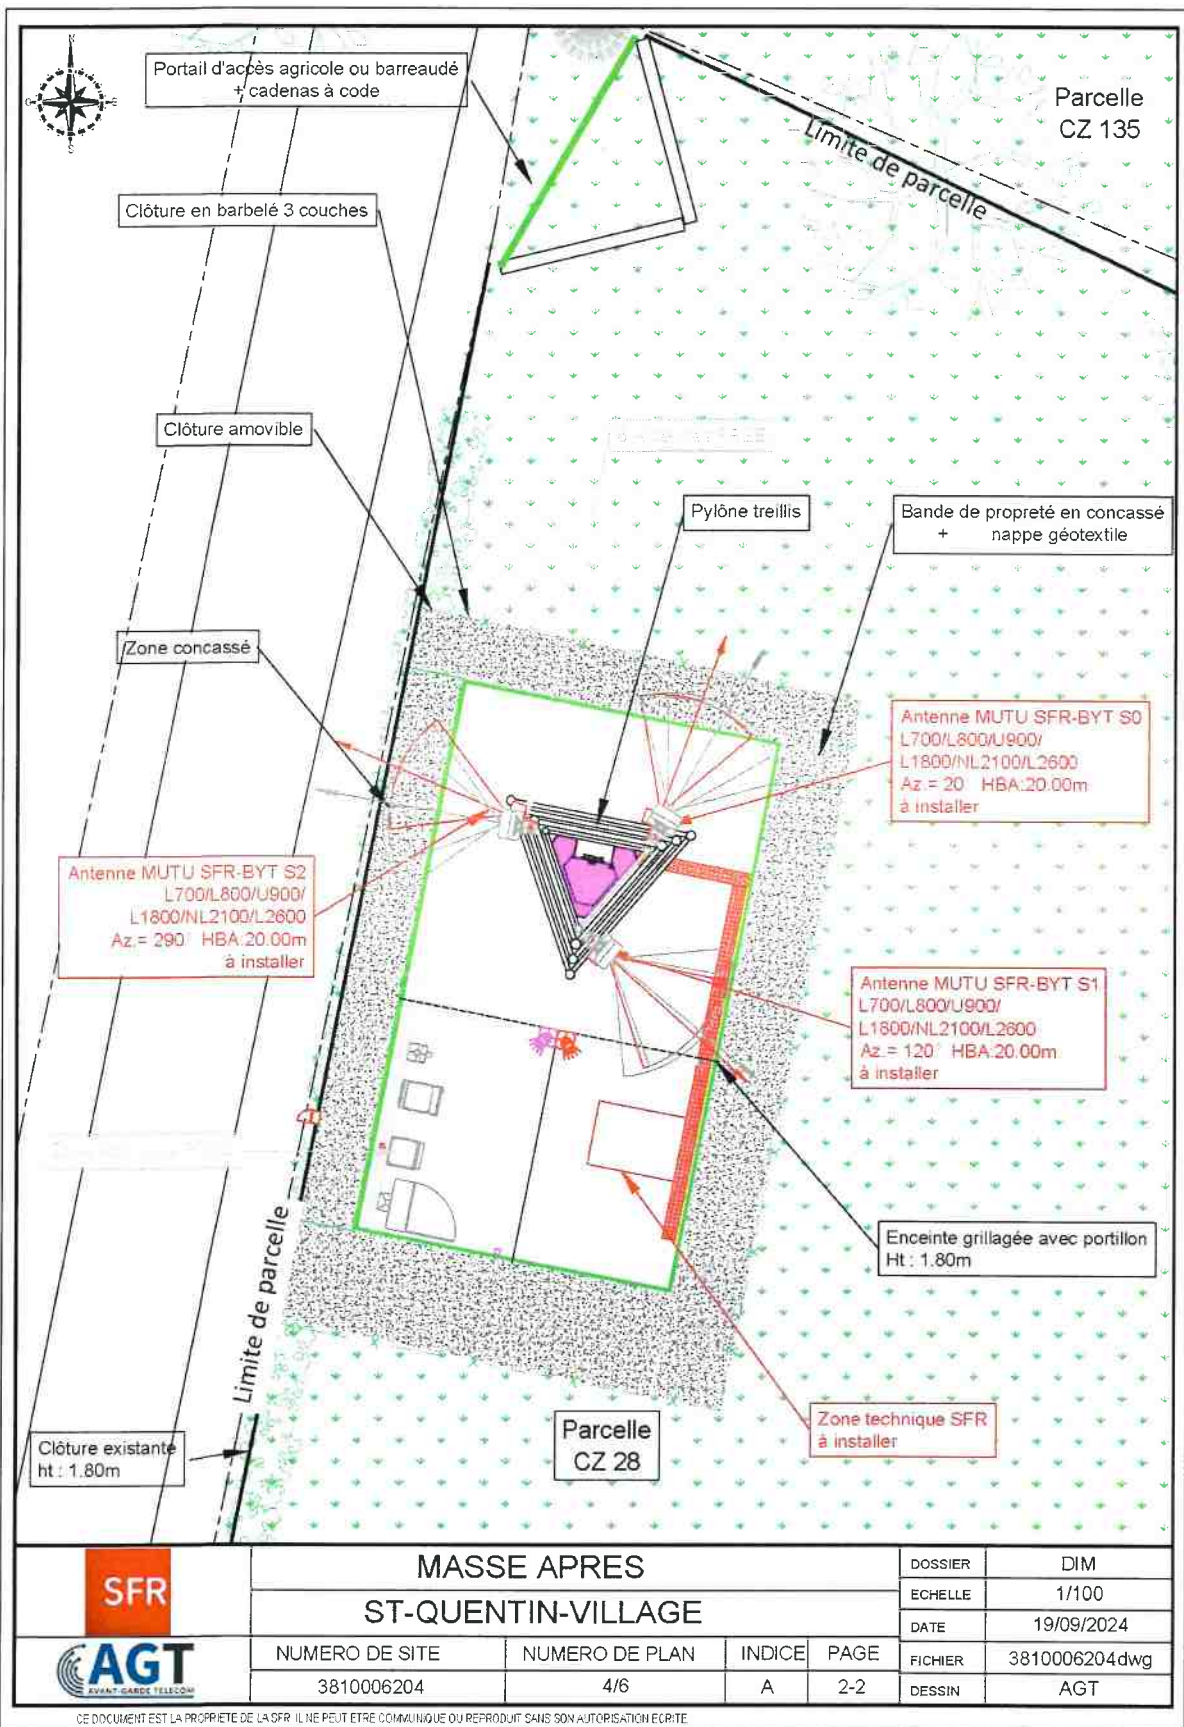 Portail d'accès agricole ou barreaudé
+ cadenas à code
Parcelle
CZ 135
Limite de parcelle
Clôture en barbelé 3 couches
Clôture amovible
Pylône treillis
Bande de propreté en concassé
+ nappe géotextile
Zone concassé
Antenne MUTU SFR-BYT S0
L700/L800/U900/
L1800/NL2100/L2600
Az.= 20° HBA:20.00m
à installer
Antenne MUTU SFR-BYT S2
L700/L800/U900/
L1800/NL2100/L2600
Az.= 290° HBA:20.00m
à installer
Antenne MUTU SFR-BYT S1
L700/L800/U900/
L1800/NL2100/L2600
Az.= 120° HBA:20.00m
à installer
Enceinte grillagée avec portillon
Ht : 1.80m
Limite de parcelle
Zone technique SFR
à installer
Parcelle
CZ 28
Clôture existante
ht : 1.80m
SFR
AGT
AVANT-GARDE TELECOM
MASSE APRES
ST-QUENTIN-VILLAGE
NUMERO DE SITE NUMERO DE PLAN INDICE PAGE
3810006204 4/6 A 2-2
DOSSIER DIM
ECHELLE 1/100
DATE 19/09/2024
FICHIER 3810006204dwg
DESSIN AGT
CE DOCUMENT EST LA PROPRIETE DE LA SFR IL NE PEUT ETRE COMMUNIQUE OU REPRODUIT SANS SON AUTORISATION ECRITE